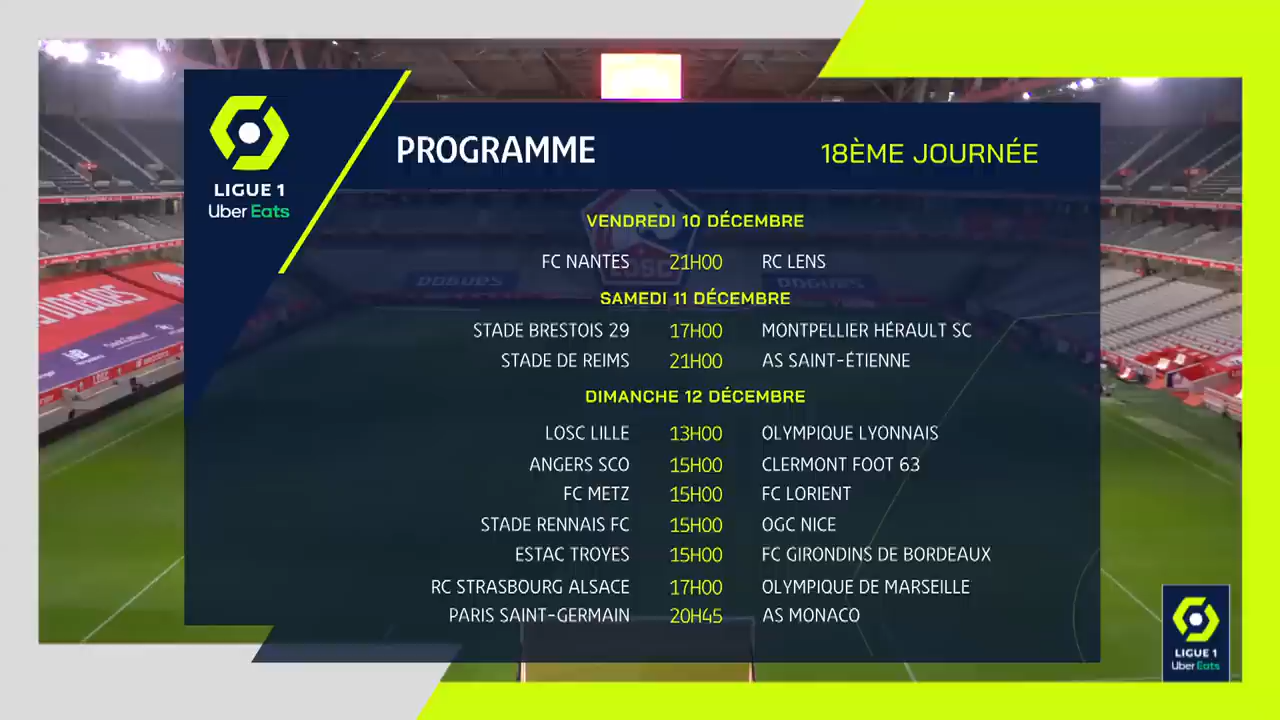 PROGRAMME 18ÈME JOURNÉE
LIGUE 1
Uber Eats
VENDREDI 10 DÉCEMBRE
FC NANTES 21H00 RC LENS
SAMEDI 11 DÉCEMBRE
STADE BRESTOIS 29 17H00 MONTPELLIER HÉRAULT SC
STADE DE REIMS 21H00 AS SAINT-ÉTIENNE
DIMANCHE 12 DÉCEMBRE
LOSC LILLE 13H00 OLYMPIQUE LYONNAIS
ANGERS SCO 15H00 CLERMONT FOOT 63
FC METZ 15H00 FC LORIENT
STADE RENNAIS FC 15H00 OGC NICE
ESTAC TROYES 15H00 FC GIRONDINS DE BORDEAUX
RC STRASBOURG ALSACE 17H00 OLYMPIQUE DE MARSEILLE
PARIS SAINT-GERMAIN 20H45 AS MONACO
LOSC
DOGUES
DOGUES
LIGUE 1
Uber Eats